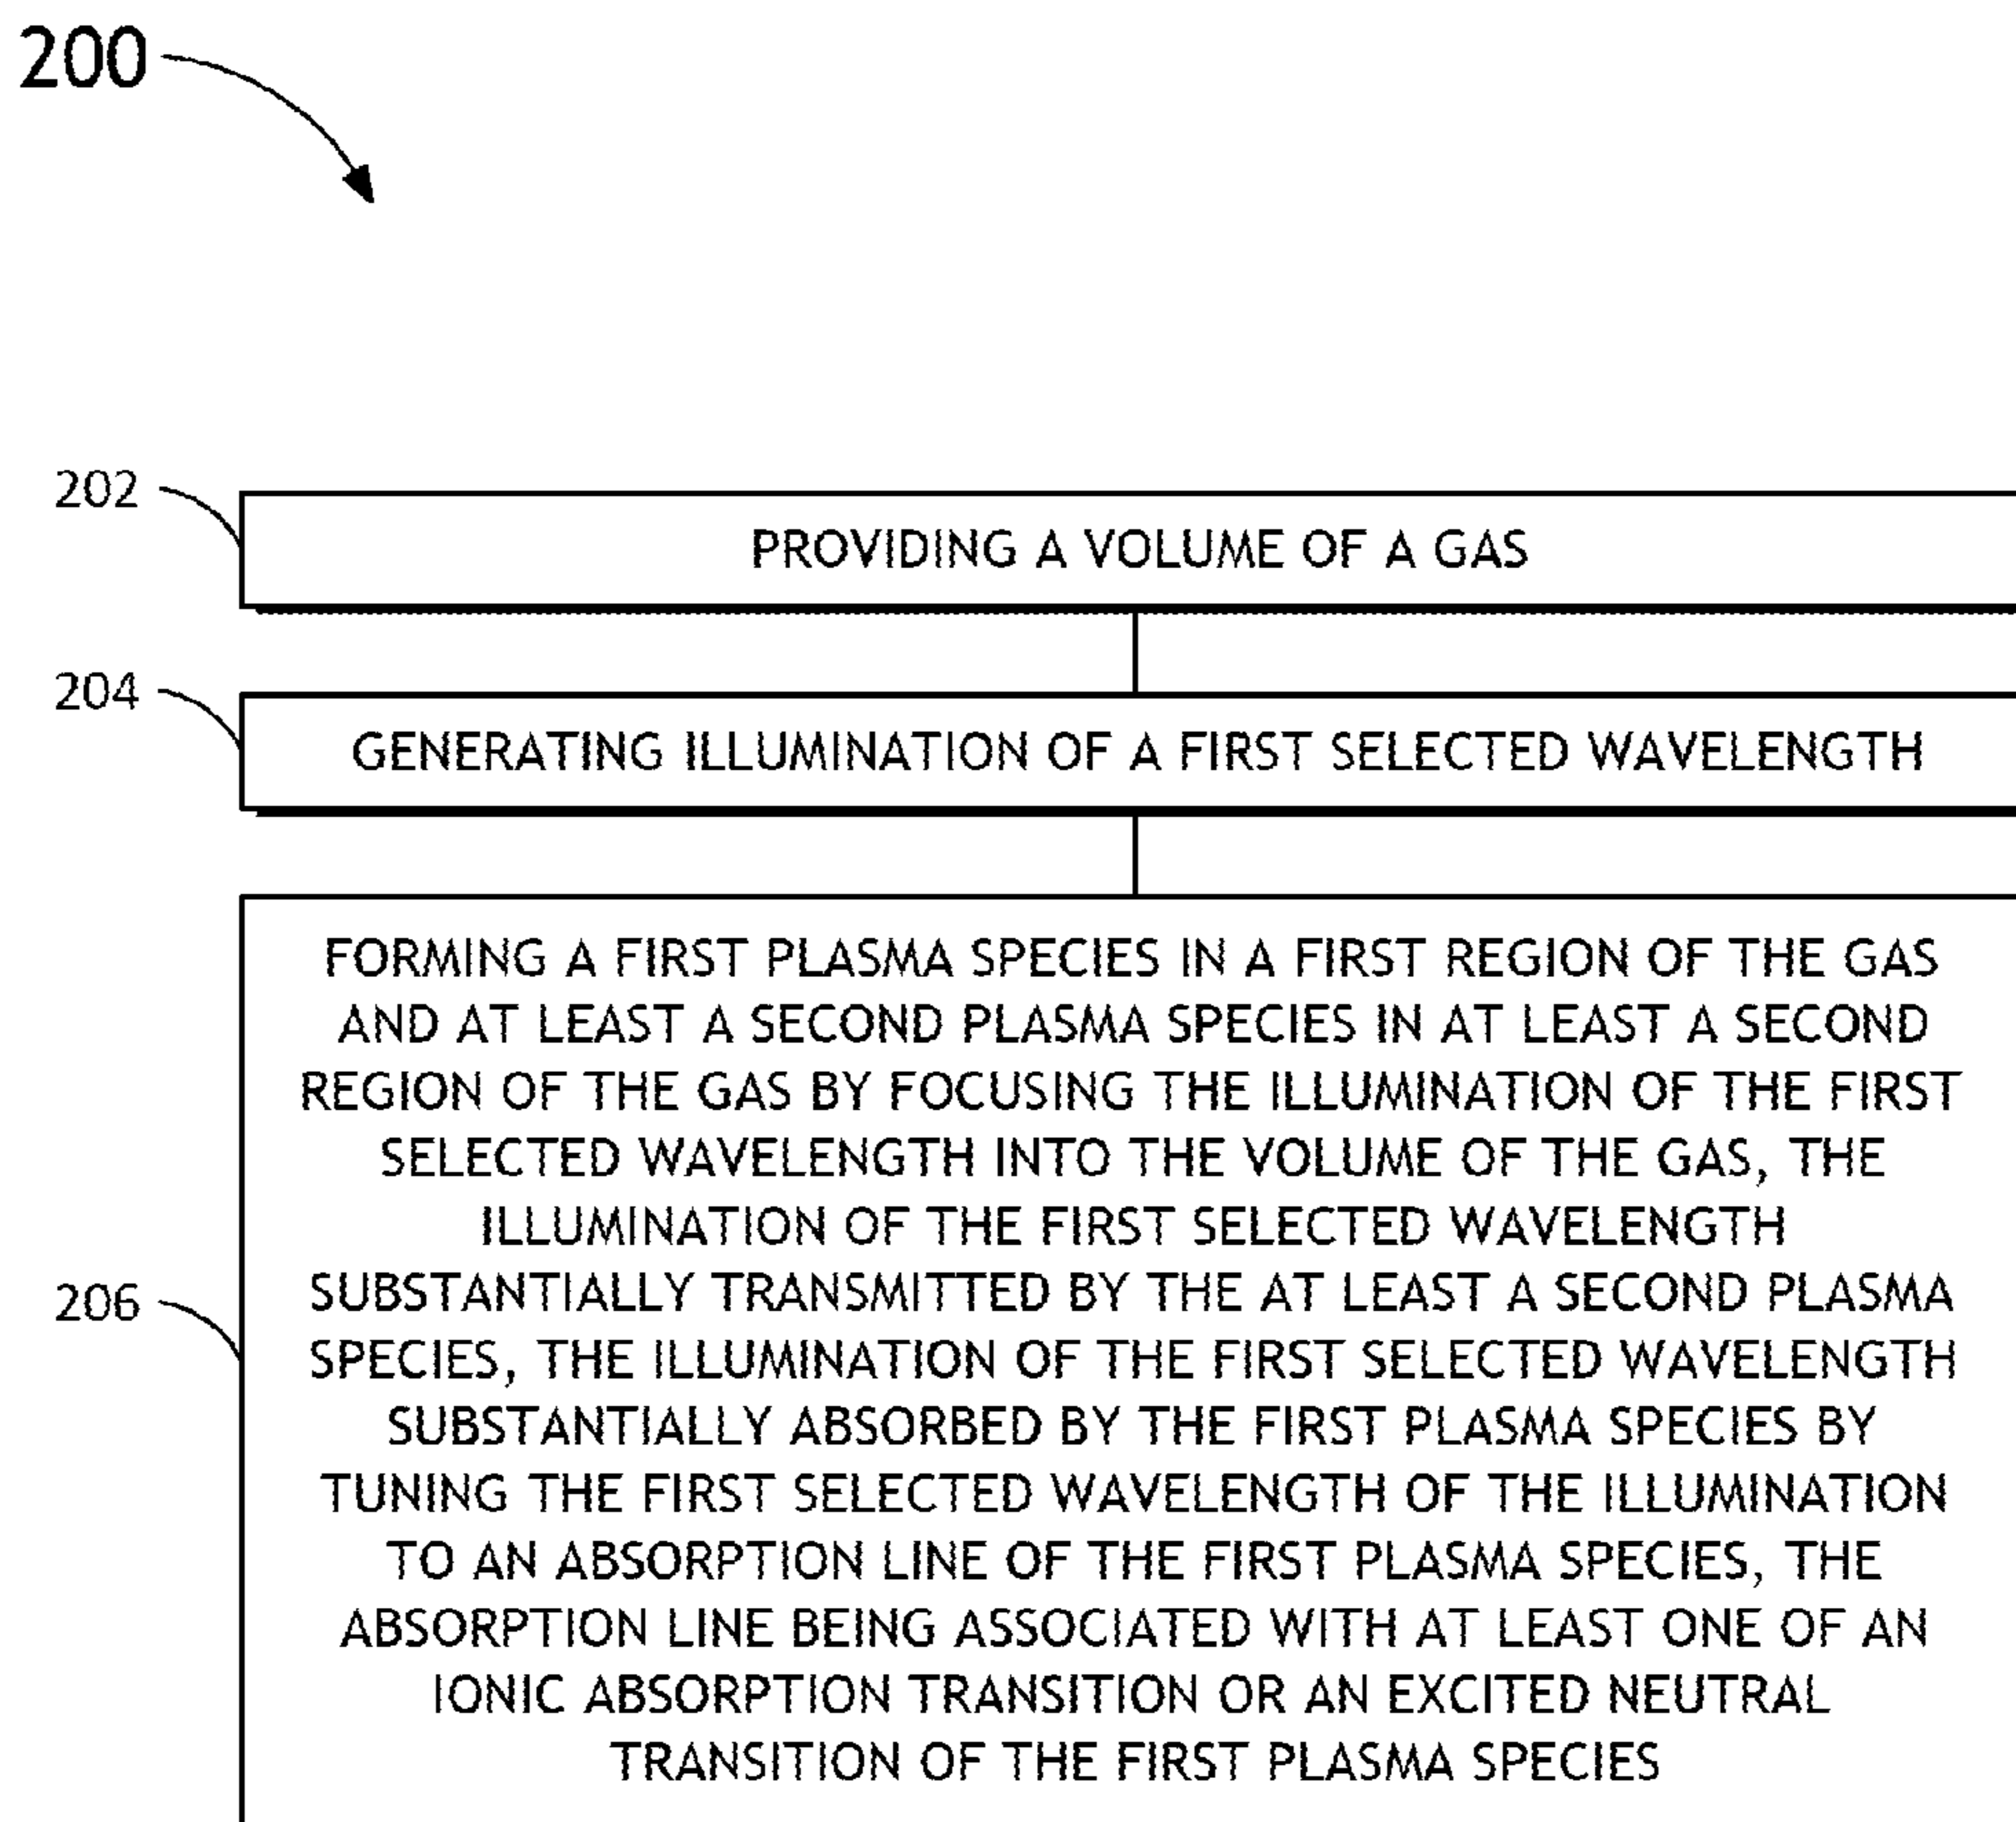 200
202
PROVIDING A VOLUME OF A GAS
204
GENERATING ILLUMINATION OF A FIRST SELECTED WAVELENGTH
FORMING A FIRST PLASMA SPECIES IN A FIRST REGION OF THE GAS
AND AT LEAST A SECOND PLASMA SPECIES IN AT LEAST A SECOND
REGION OF THE GAS BY FOCUSING THE ILLUMINATION OF THE FIRST
SELECTED WAVELENGTH INTO THE VOLUME OF THE GAS, THE
ILLUMINATION OF THE FIRST SELECTED WAVELENGTH
SUBSTANTIALLY TRANSMITTED BY THE AT LEAST A SECOND PLASMA
206
SPECIES, THE ILLUMINATION OF THE FIRST SELECTED WAVELENGTH
SUBSTANTIALLY ABSORBED BY THE FIRST PLASMA SPECIES BY
TUNING THE FIRST SELECTED WAVELENGTH OF THE ILLUMINATION
TO AN ABSORPTION LINE OF THE FIRST PLASMA SPECIES, THE
ABSORPTION LINE BEING ASSOCIATED WITH AT LEAST ONE OF AN
IONIC ABSORPTION TRANSITION OR AN EXCITED NEUTRAL
TRANSITION OF THE FIRST PLASMA SPECIES